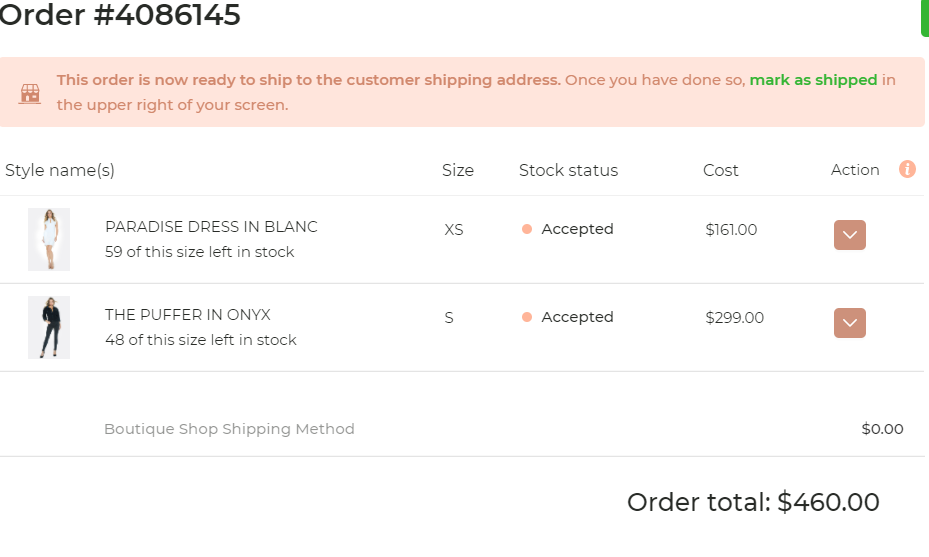 Order #4086145
This order is now ready to ship to the customer shipping address. Once you have done so, mark as shipped in
the upper right of your screen.
Style name(s) Size Stock status Cost Action i
PARADISE DRESS IN BLANC XS Accepted $161.00
59 of this size left in stock
THE PUFFER IN ONYX S Accepted $299.00
48 of this size left in stock
Boutique Shop Shipping Method $0.00
Order total: $460.00